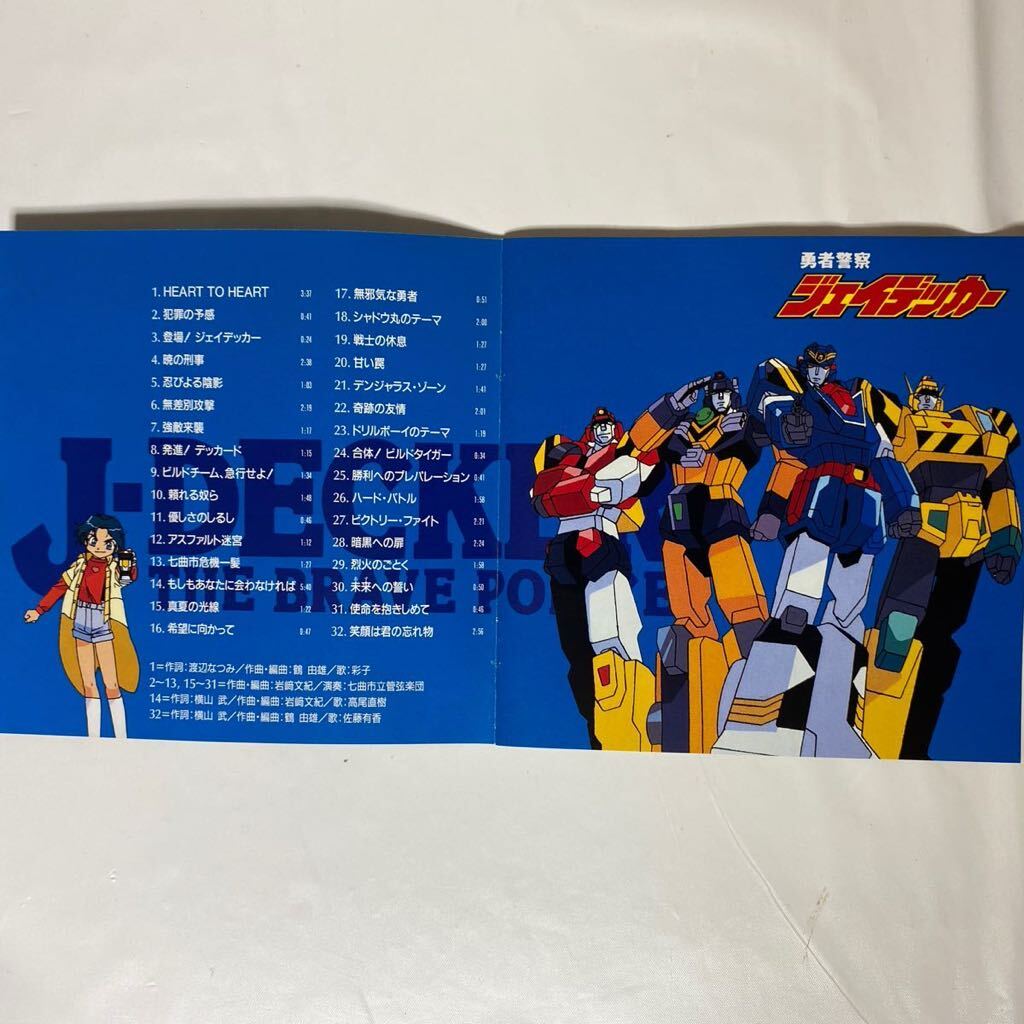 1. HEART TO HEART 3:37
2. 犯罪の予感 0:41
3. 登場! ジェイデッカー 0:24
4. 暁の刑事 2:38
5. 忍びよる陰影 1:03
6. 無差別攻撃 2:19
7. 強敵来襲 1:17
8. 発進! デッカード 1:15
9. ビルドチーム、急行せよ! 1:34
10. 頼れる奴ら 1:48
11. 優しさのしるし 0:46
12. アスファルト迷宮 1:12
13. 七曲市危機一髪 1:27
14. もしもあなたに会わなければ 5:40
15. 真夏の光線 1:22
16. 希望に向かって 0:47
17. 無邪気な勇者 0:51
18. シャドウ丸のテーマ 2:00
19. 戦士の休息 1:27
20. 甘い罠 1:27
21. デンジャラス・ゾーン 1:41
22. 奇跡の友情 2:01
23. ドリルボーイのテーマ 1:19
24. 合体! ビルドタイガー 0:34
25. 勝利へのプレパレーション 0:41
26. ハード・バトル 1:58
27. ビクトリー・ファイト 2:21
28. 暗黒への扉 2:24
29. 烈火のごとく 1:58
30. 未来への誓い 0:50
31. 使命を抱きしめて 0:46
32. 笑顔は君の忘れ物 2:56
1=作詞:渡辺なつみ/作曲・編曲:鶴 由雄/歌:彩子
2〜13, 15〜31=作曲・編曲:岩﨑文紀/演奏:七曲市立管弦楽団
14=作詞:横山 武/作曲・編曲:岩﨑文紀/歌:高尾直樹
32=作詞:横山 武/作曲・編曲:鶴 由雄/歌:佐藤有香
勇者警察
ジェイデッカー
J-DECKER
THE BRAVE POLICE